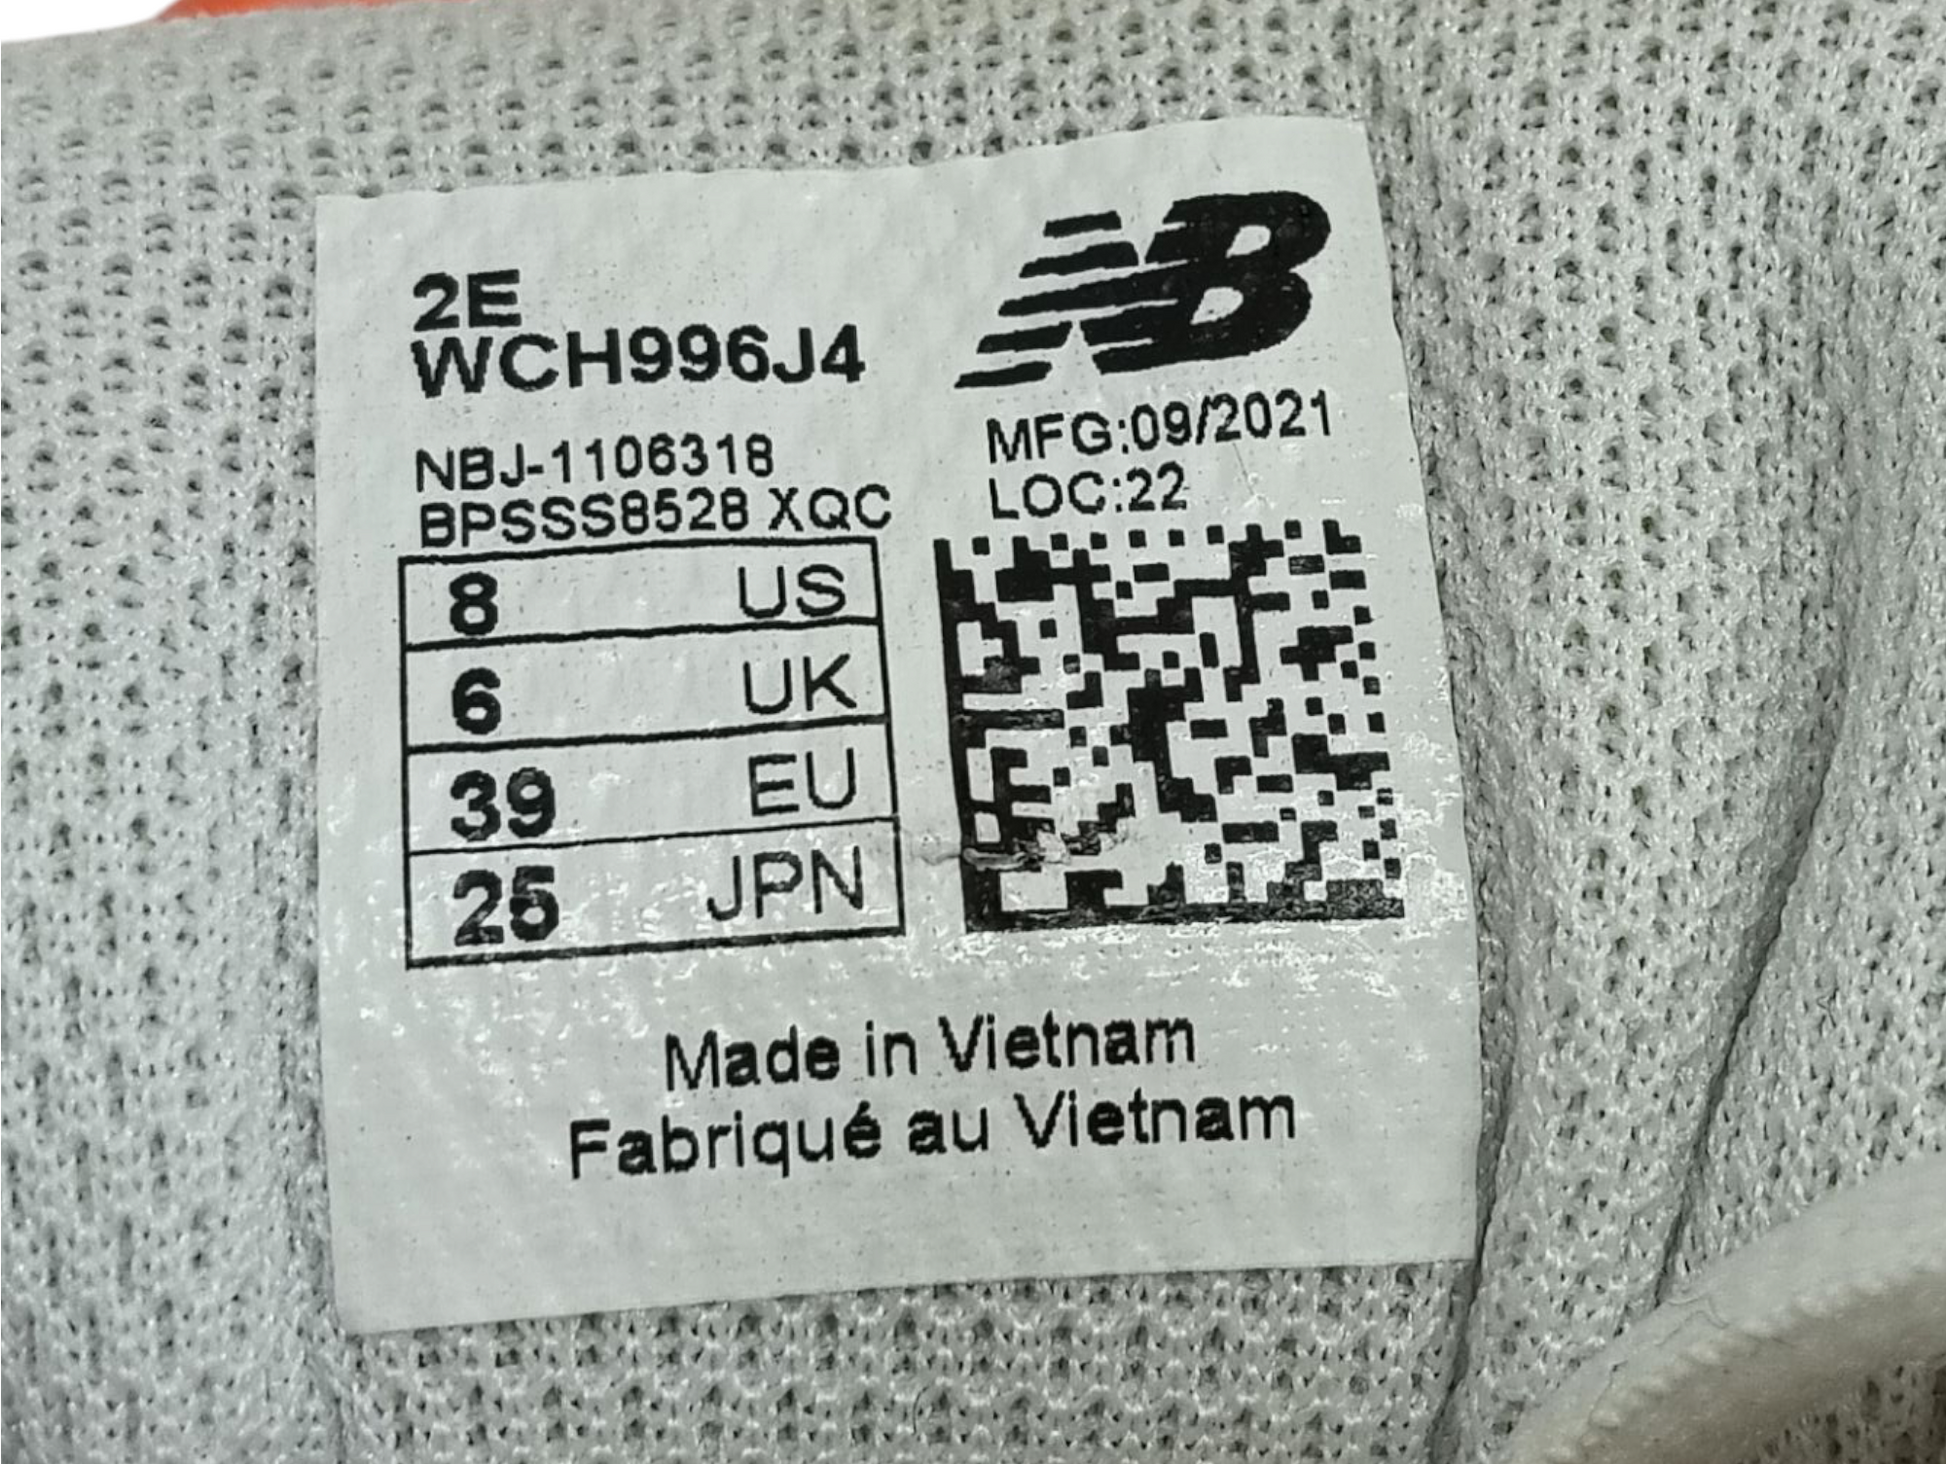 2E
WCH996J4
NBJ-1106318
BPSSS8528 XQC
NB
MFG:09/2021
LOC:22
8 US
6 UK
39 EU
25 JPN
Made in Vietnam
Fabriqué au Vietnam